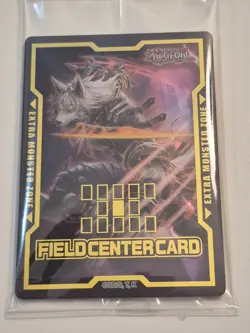 Yu-Gi-Oh!
EXTRA MONSTER ZONE
EXTRA MONSTER ZONE
FIELD CENTER CARD